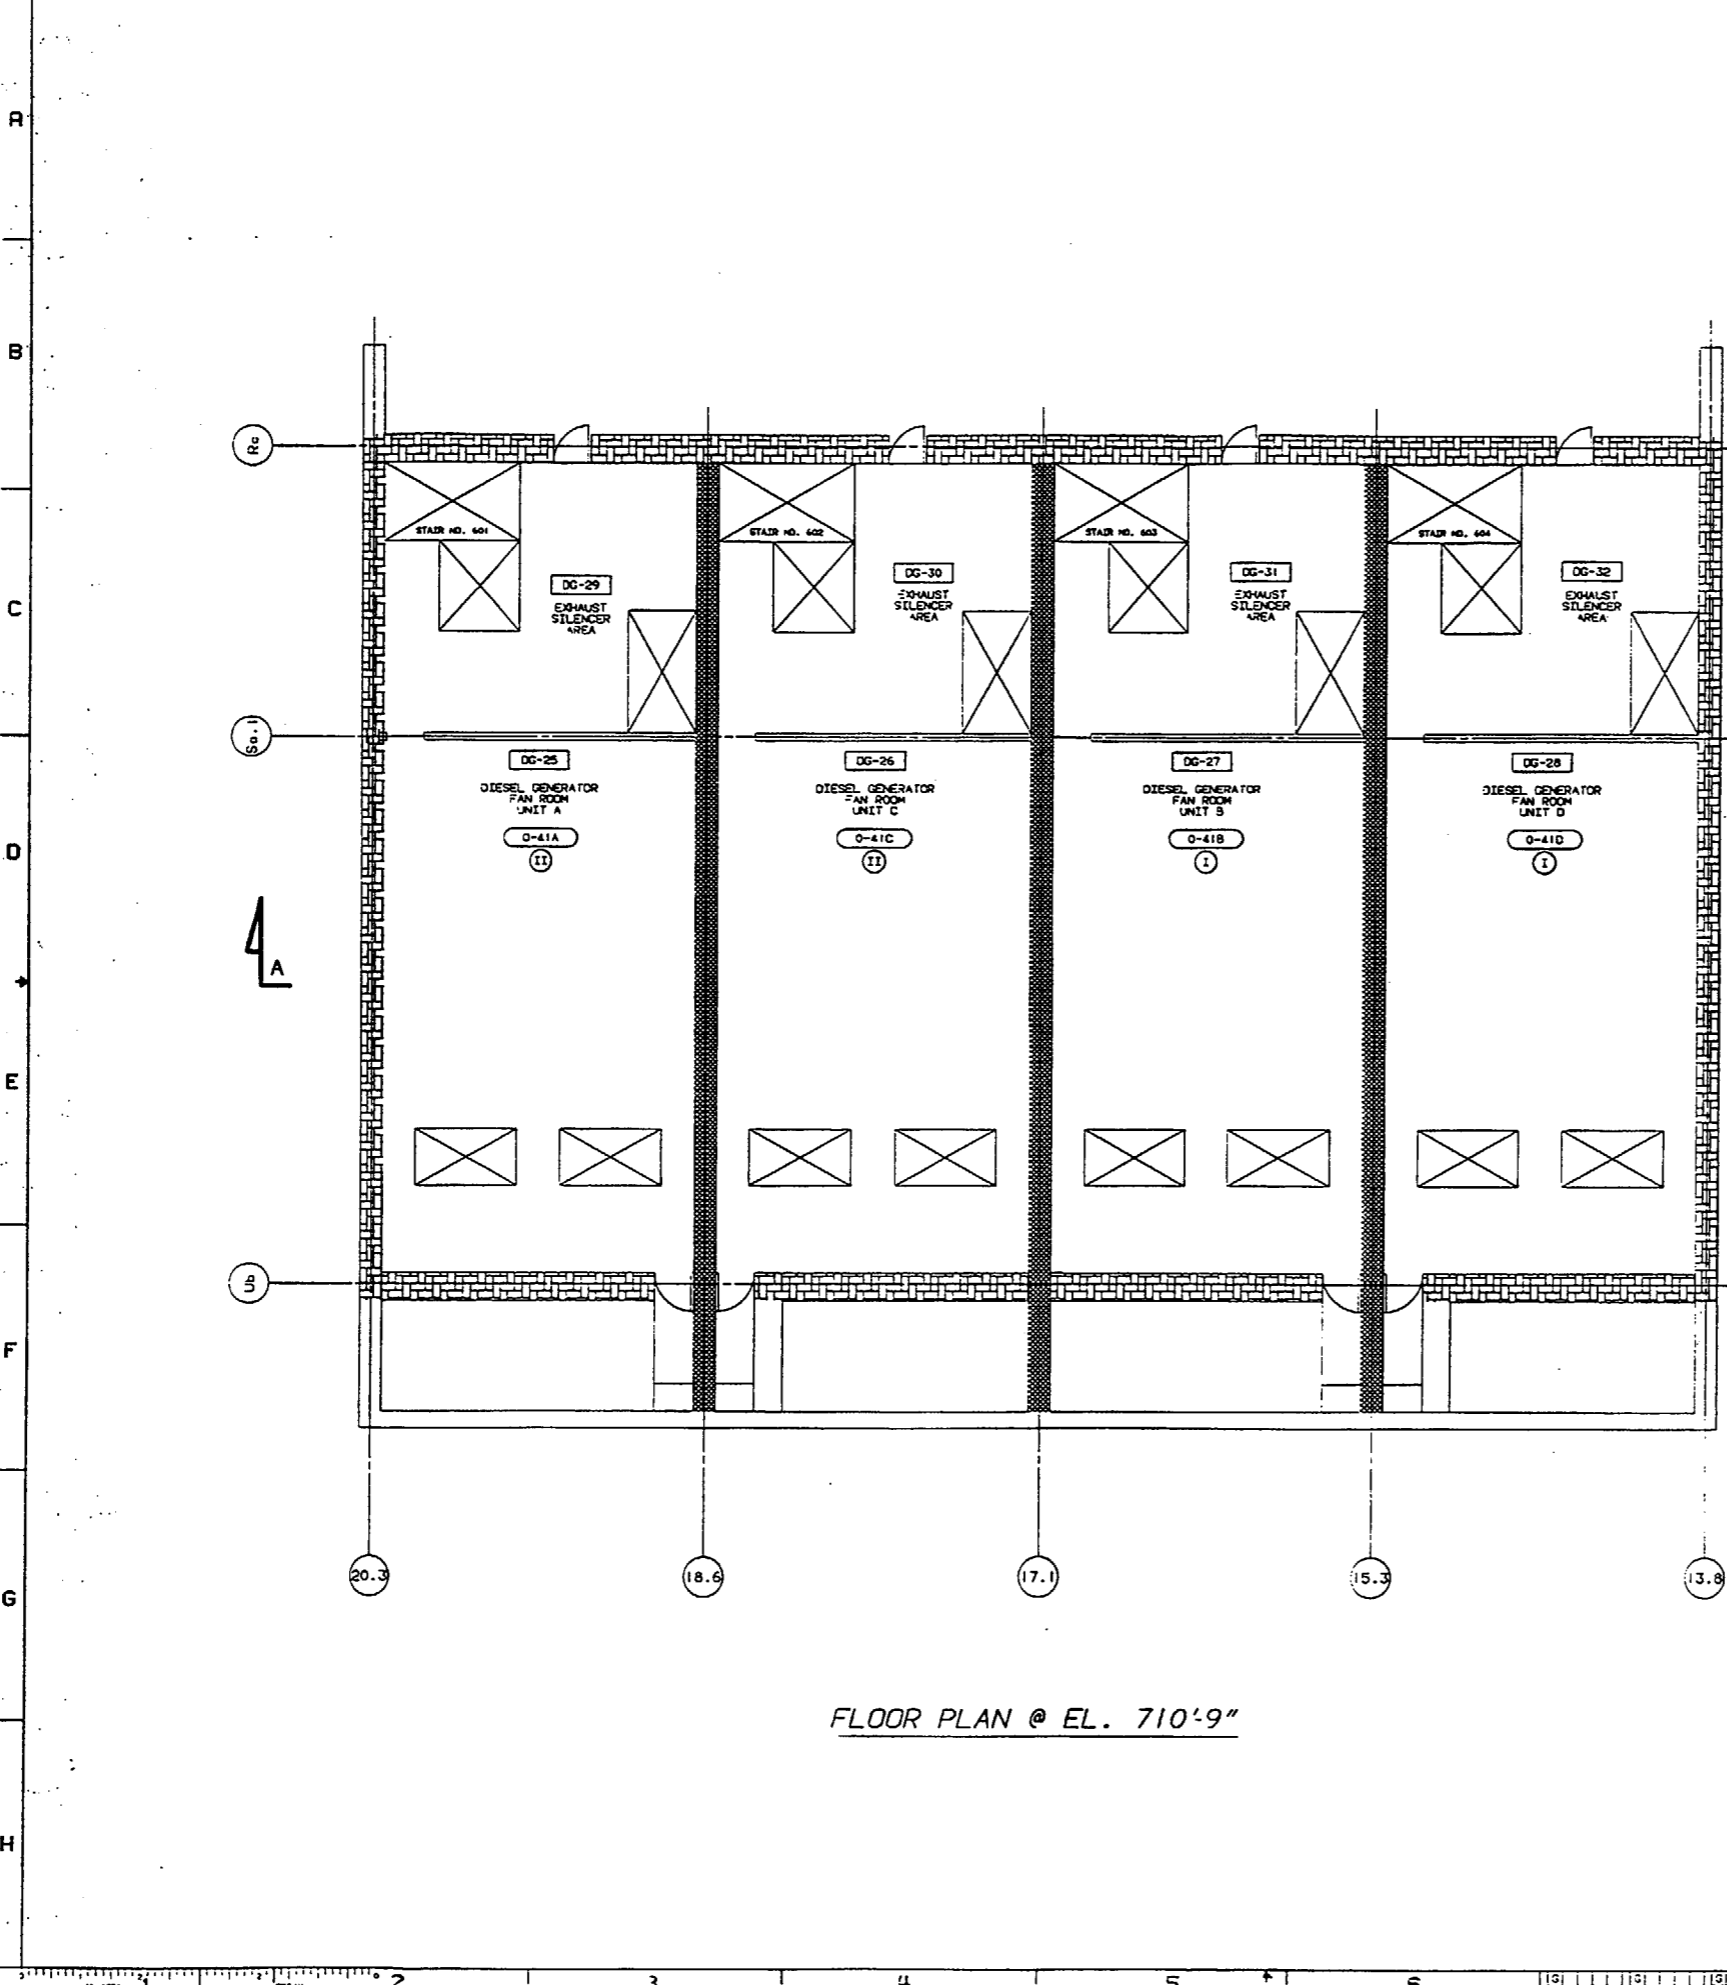 A
B
C
D
E
F
G
H
Ra
Sa.1
Ub
STAIR NO. 601
STAIR NO. 602
STAIR NO. 603
STAIR NO. 604
DG-29
EXHAUST
SILENCER
AREA
DG-30
EXHAUST
SILENCER
AREA
DG-31
EXHAUST
SILENCER
AREA
DG-32
EXHAUST
SILENCER
AREA
DG-25
DIESEL GENERATOR
FAN ROOM
UNIT A
0-41A
II
DG-26
DIESEL GENERATOR
FAN ROOM
UNIT C
0-41C
II
DG-27
DIESEL GENERATOR
FAN ROOM
UNIT B
0-41B
I
DG-28
DIESEL GENERATOR
FAN ROOM
UNIT D
0-41D
I
A
20.3
18.6
17.1
15.3
13.8
FLOOR PLAN @ EL. 710'-9"
2
3
4
5
6